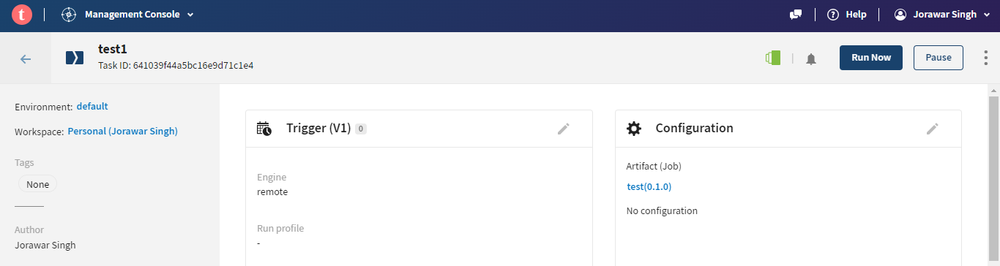 t Management Console Help Jorawar Singh
test1
Task ID: 641039f44a5bc16e9d71c1e4
Run Now Pause
Environment: default
Workspace: Personal (Jorawar Singh)
Tags
None
Author
Jorawar Singh
Trigger (V1) 0
Engine
remote
Run profile
-
Configuration
Artifact (Job)
test(0.1.0)
No configuration